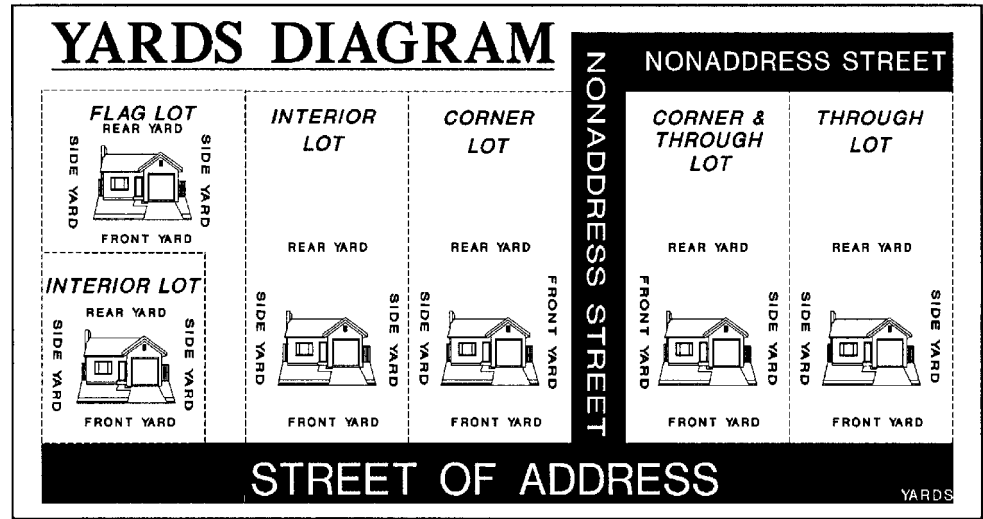 YARDS DIAGRAM
NONADDRESS STREET
NONADDRESS STREET
FLAG LOT
REAR YARD
SIDE YARD
SIDE YARD
FRONT YARD
INTERIOR LOT
REAR YARD
SIDE YARD
SIDE YARD
FRONT YARD
INTERIOR
LOT
REAR YARD
SIDE YARD
SIDE YARD
FRONT YARD
CORNER
LOT
REAR YARD
SIDE YARD
FRONT YARD
FRONT YARD
CORNER &
THROUGH
LOT
REAR YARD
FRONT YARD
SIDE YARD
FRONT YARD
THROUGH
LOT
REAR YARD
SIDE YARD
SIDE YARD
FRONT YARD
STREET OF ADDRESS
YARDS